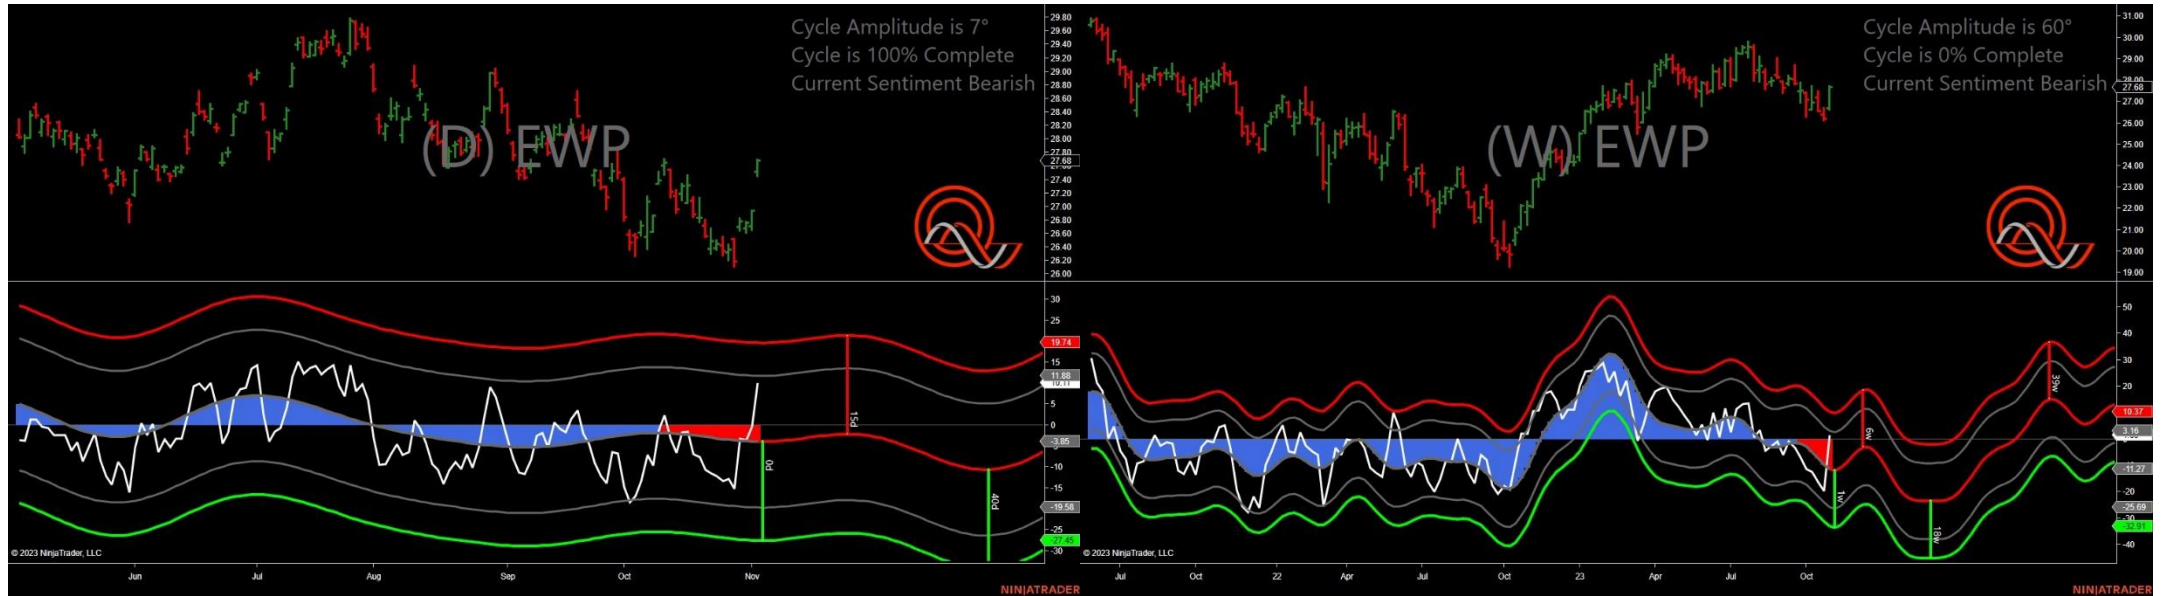 Cycle Amplitude is 7°
Cycle is 100% Complete
Current Sentiment Bearish
(D) EWP
29.80
29.60
29.40
29.20
29.00
28.80
28.60
28.40
28.20
28.00
27.80
27.68
27.40
27.20
27.00
26.80
26.60
26.40
26.20
26.00
30
25
19.74
15
11.88
5
0
-3.85
-10
-15
-19.58
-25
-27.45
-30
15d
0d
40d
© 2023 NinjaTrader, LLC
Jun
Jul
Aug
Sep
Oct
Nov
NINJATRADER
Cycle Amplitude is 60°
Cycle is 0% Complete
Current Sentiment Bearish
(W) EWP
31.00
30.00
29.00
28.00
27.68
27.00
26.00
25.00
24.00
23.00
22.00
21.00
20.00
19.00
50
40
30
20
10.37
3.16
-11.27
-20
-25.69
-30
-32.91
-40
6w
1w
18w
39w
© 2023 NinjaTrader, LLC
Jul
Oct
22
Apr
Jul
Oct
23
Apr
Jul
Oct
NINJATRADER